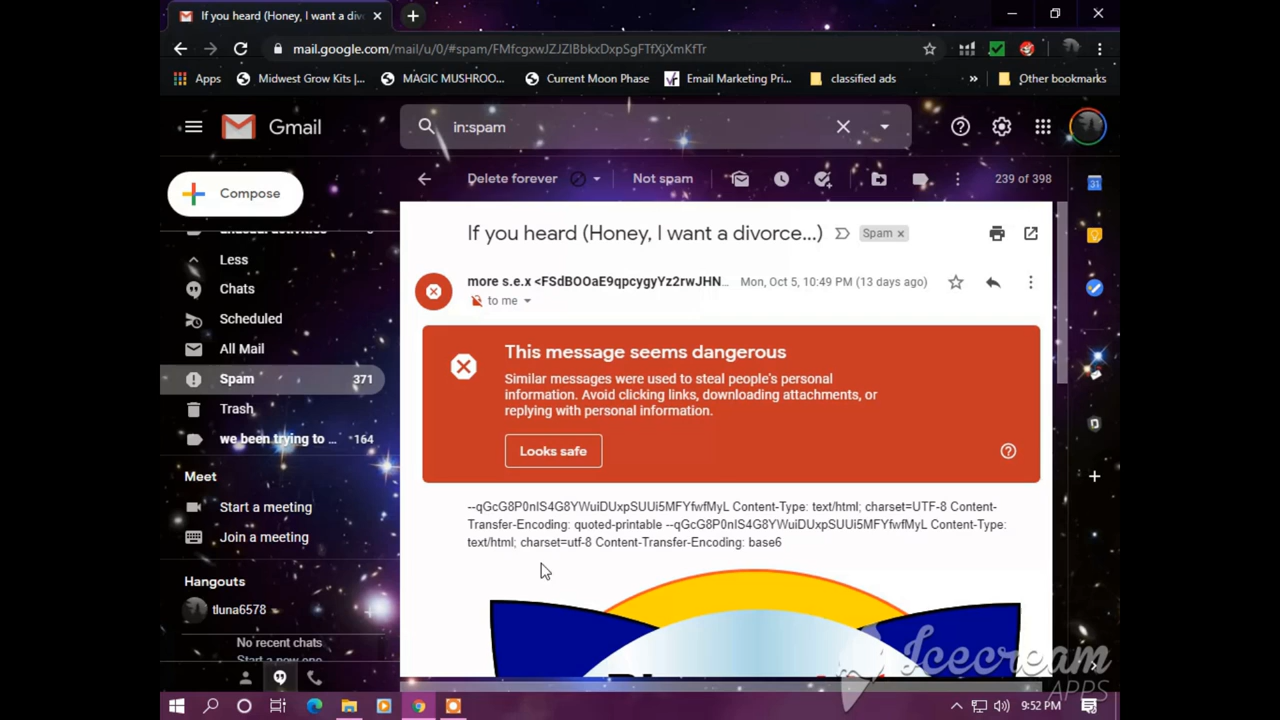 If you heard (Honey, I want a div
mail.google.com/mail/u/0/#spam/FMfcgxwJZJZIBbkxDxpSgFTfXjXmKfTr
Apps
Midwest Grow Kits |...
MAGIC MUSHROO...
Current Moon Phase
Email Marketing Pri...
classified ads
»
Other bookmarks
Gmail
in:spam
Compose
Delete forever
Not spam
239 of 398
unusual activities
Less
Chats
Scheduled
All Mail
Spam 371
Trash
we been trying to ... 164
Meet
Start a meeting
Join a meeting
Hangouts
tluna6578
No recent chats
Start a new one
If you heard (Honey, I want a divorce...)
Spam x
more s.e.x <FSdBOOaE9qpcygyYz2rwJHN... Mon, Oct 5, 10:49 PM (13 days ago)
to me
This message seems dangerous
Similar messages were used to steal people's personal
information. Avoid clicking links, downloading attachments, or
replying with personal information.
Looks safe
--qGcG8P0nIS4G8YWuiDUxpSUUi5MFYfwfMyL Content-Type: text/html; charset=UTF-8 Content-
Transfer-Encoding: quoted-printable --qGcG8P0nIS4G8YWuiDUxpSUUi5MFYfwfMyL Content-Type:
text/html; charset=utf-8 Content-Transfer-Encoding: base6
Icecream
APPS
9:52 PM